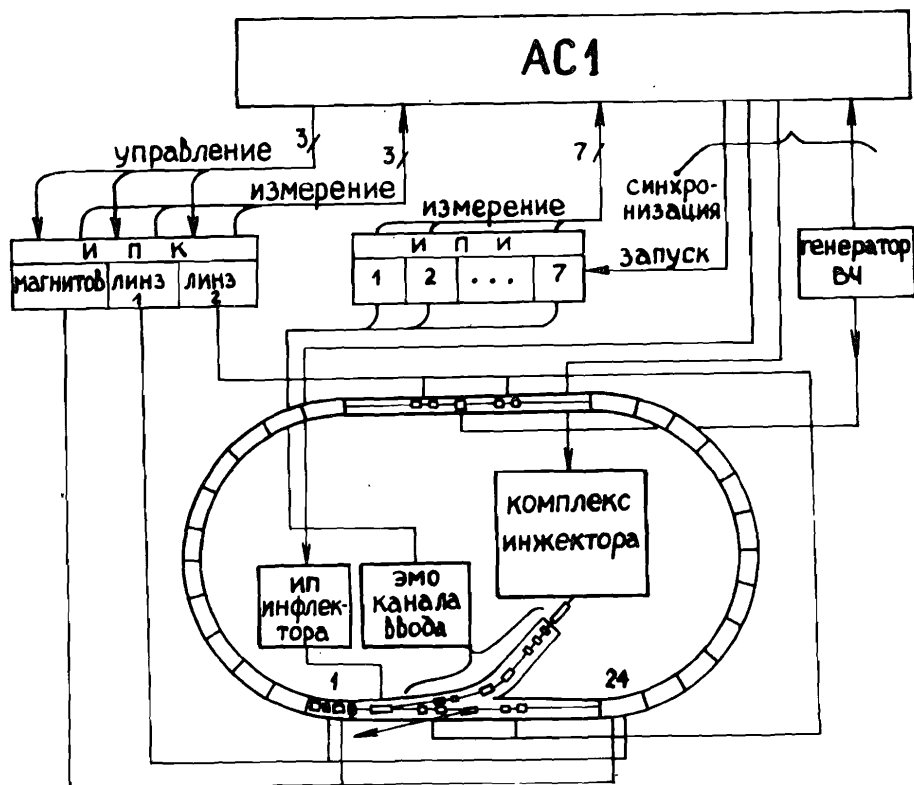 АС1
3
3
7
управление
измерение
синхро-
низация
измерение
И П К
И П И
запуск
генератор
ВЧ
магнитов
линз
1
линз
2
1
2
...
7
комплекс
инжектора
ИП
инфлек-
тора
ЭМО
канала
ввода
1
24